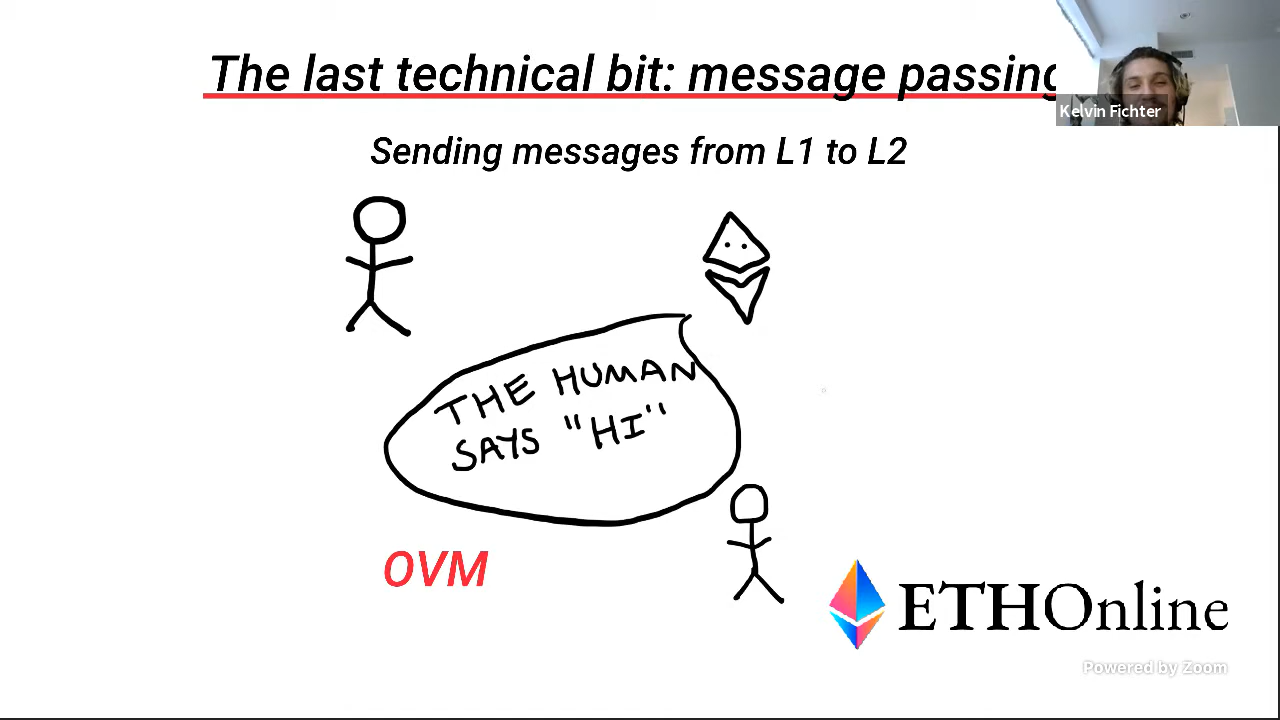 The last technical bit: message passing
Kelvin Fichter
Sending messages from L1 to L2
THE HUMAN
SAYS "HI"
OVM
ETHOnline
Powered by Zoom